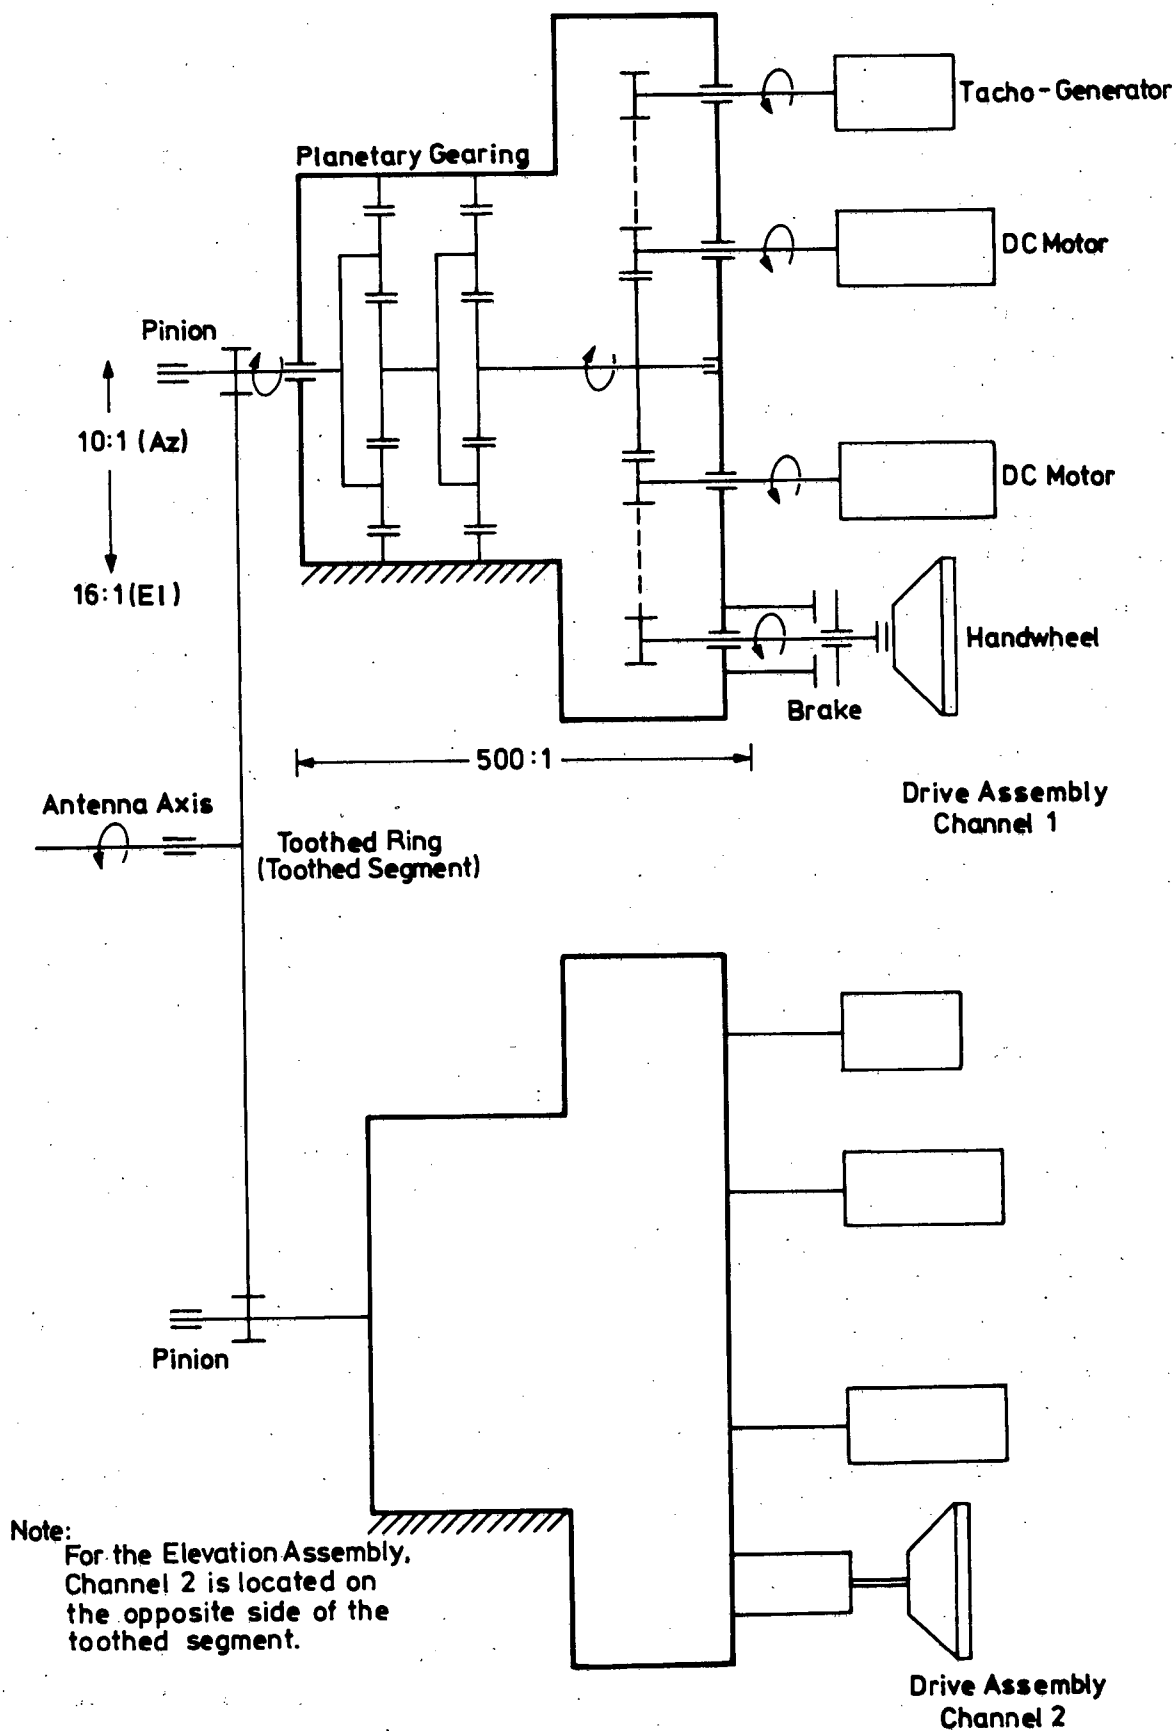 Tacho-Generator
Planetary Gearing
DC Motor
Pinion
10:1 (Az)
DC Motor
16:1 (El)
Handwheel
Brake
500:1
Drive Assembly
Channel 1
Antenna Axis
Toothed Ring
(Toothed Segment)
Pinion
Note:
For the Elevation Assembly,
Channel 2 is located on
the opposite side of the
toothed segment.
Drive Assembly
Channel 2